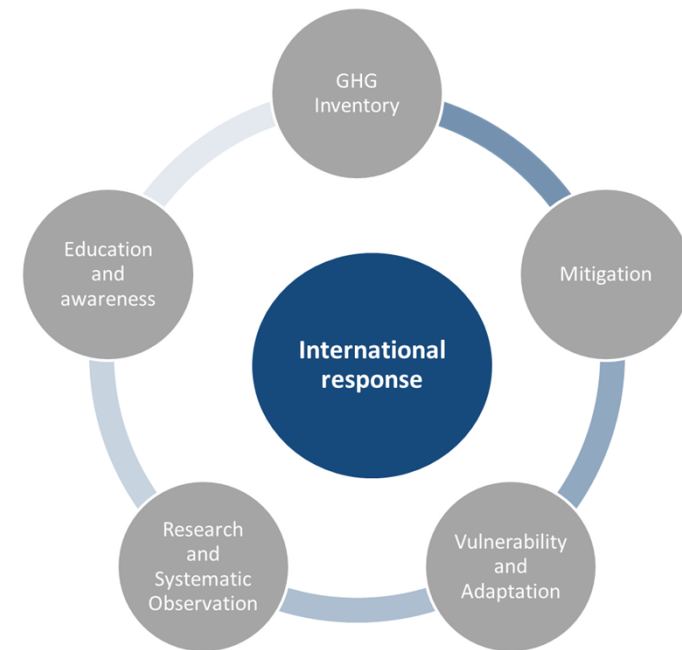 GHG
Inventory
Mitigation
Vulnerability
and
Adaptation
Research
and
Systematic
Observation
Education
and
awareness
International
response